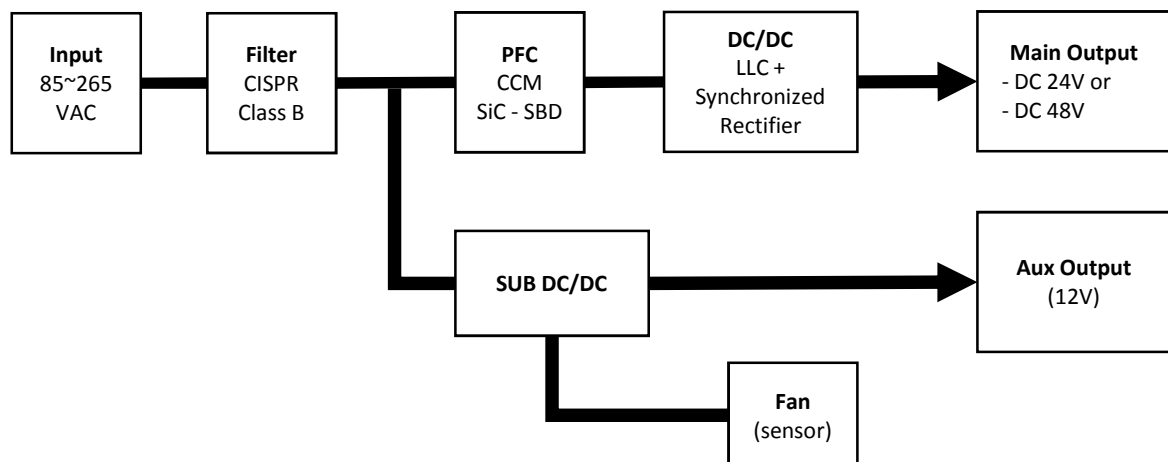 Input
85~265
VAC
Filter
CISPR
Class B
PFC
CCM
SiC - SBD
DC/DC
LLC +
Synchronized
Rectifier
Main Output
- DC 24V or
- DC 48V
SUB DC/DC
Aux Output
(12V)
Fan
(sensor)